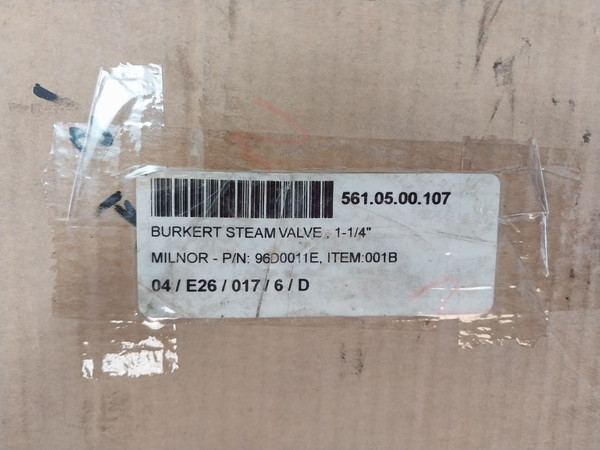 561.05.00.107
BURKERT STEAM VALVE , 1-1/4"
MILNOR - P/N: 96D0011E, ITEM:001B
04 / E26 / 017 / 6 / D